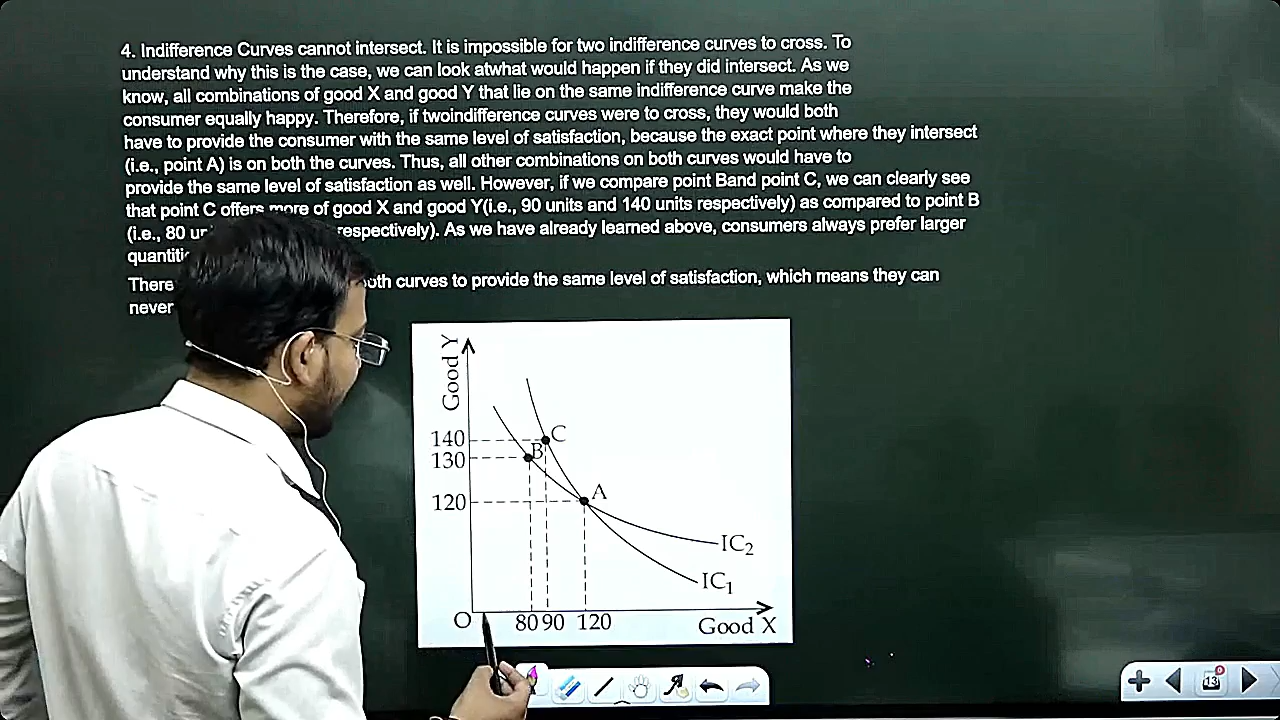 4. Indifference Curves cannot intersect. It is impossible for two indifference curves to cross. To
understand why this is the case, we can look atwhat would happen if they did intersect. As we
know, all combinations of good X and good Y that lie on the same indifference curve make the
consumer equally happy. Therefore, if twoindifference curves were to cross, they would both
have to provide the consumer with the same level of satisfaction, because the exact point where they intersect
(i.e., point A) is on both the curves. Thus, all other combinations on both curves would have to
provide the same level of satisfaction as well. However, if we compare point Band point C, we can clearly see
that point C offers more of good X and good Y(i.e., 90 units and 140 units respectively) as compared to point B
(i.e., 80 respectively). As we have already learned above, consumers always prefer larger
curves to provide the same level of satisfaction, which means they can
never
Good Y
140
C
130
B
120
A
IC2
IC1
O
80 90 120
Good X
13